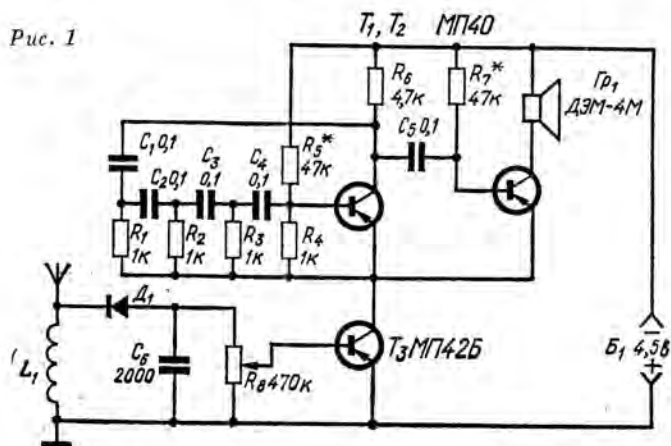 Рис. 1
T₁, T₂ МП40
R₆
4,7к
R₇*
47к
Гр₁
ДЭМ-4М
C₁ 0,1
C₂ 0,1
C₃
0,1
C₄
0,1
R₅*
47к
C₅ 0,1
R₁
1к
R₂
1к
R₃
1к
R₄
1к
Д₁
L₁
C₆
2000
R₈ 470к
T₃ МП42Б
Б₁ 4,5в
−
+